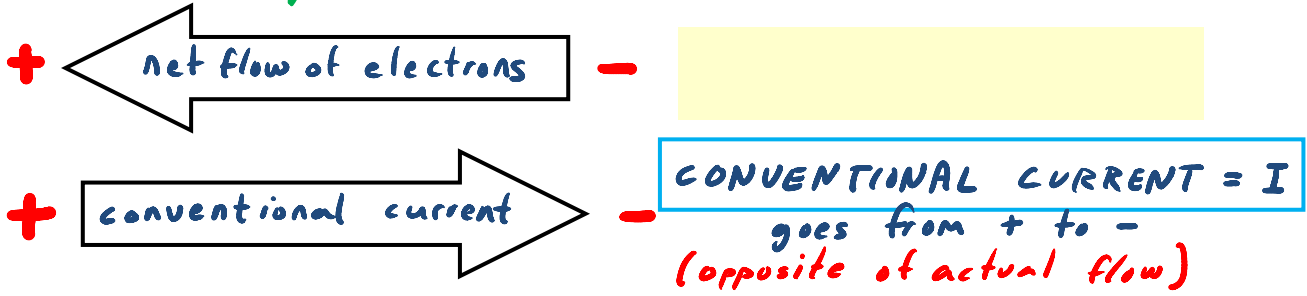 + net flow of electrons -
CONVENTIONAL CURRENT = I
+ conventional current -
goes from + to -
(opposite of actual flow)